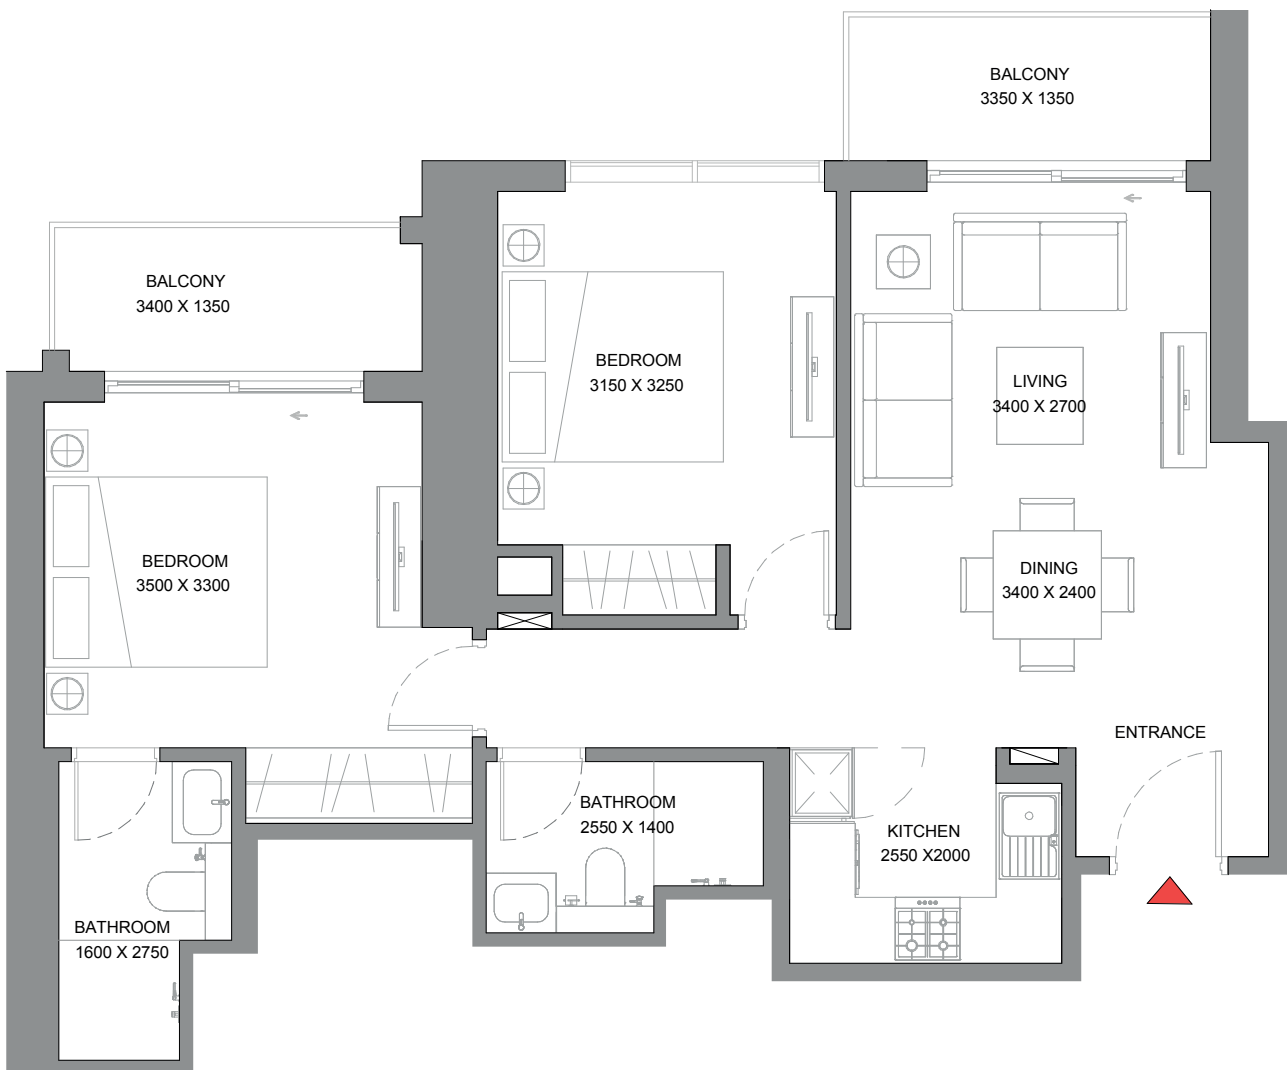 BALCONY
3350 X 1350
BALCONY
3400 X 1350
BEDROOM
3150 X 3250
LIVING
3400 X 2700
BEDROOM
3500 X 3300
DINING
3400 X 2400
ENTRANCE
BATHROOM
2550 X 1400
KITCHEN
2550 X2000
BATHROOM
1600 X 2750